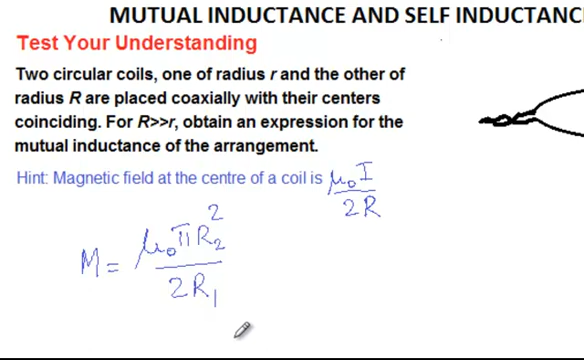 MUTUAL INDUCTANCE AND SELF INDUCTANC
Test Your Understanding
Two circular coils, one of radius r and the other of
radius R are placed coaxially with their centers
coinciding. For R>>r, obtain an expression for the
mutual inductance of the arrangement.
Hint: Magnetic field at the centre of a coil is μ₀I/2R
M = μ₀πR₂²/2R₁